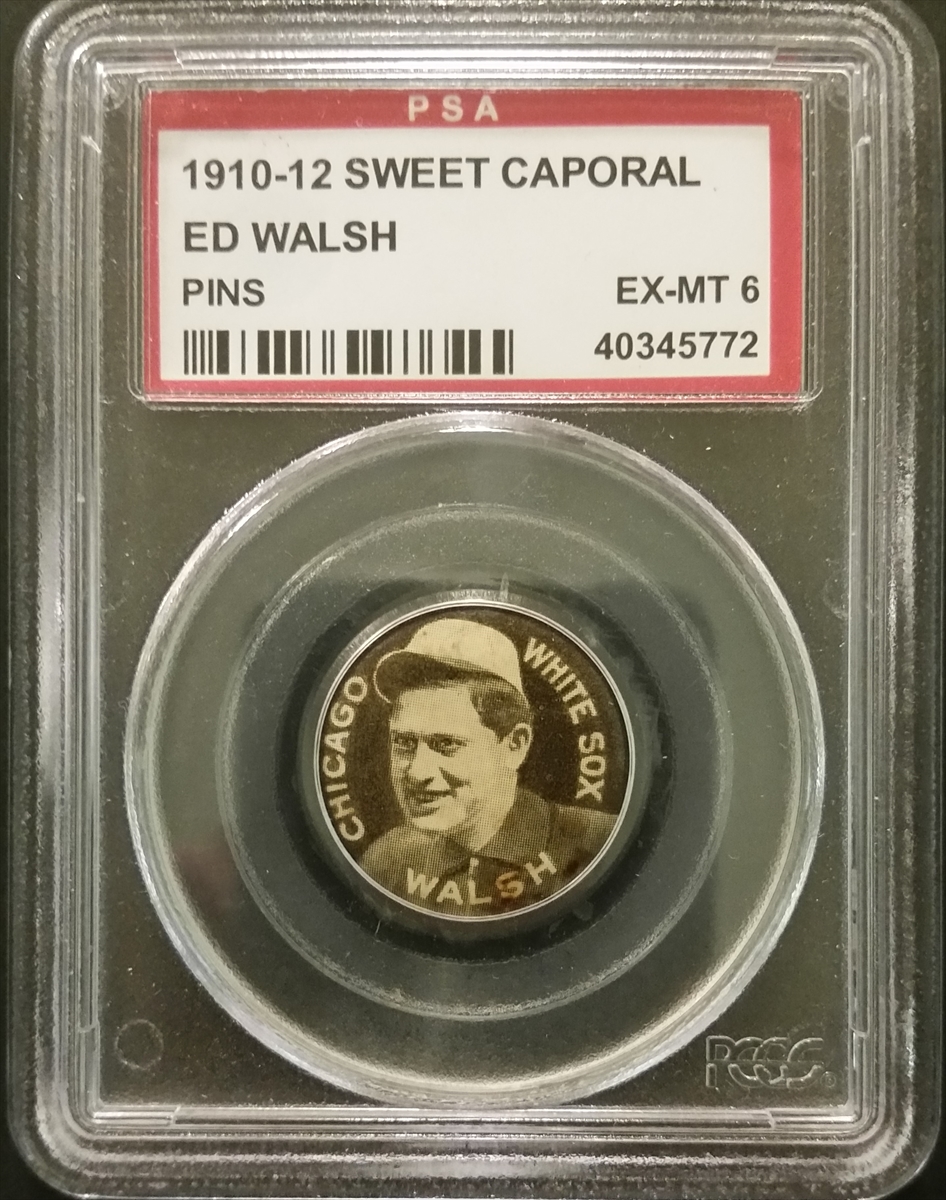 PSA
1910-12 SWEET CAPORAL
ED WALSH
PINS EX-MT 6
40345772
CHICAGO
WHITE SOX
WALSH
PCGS